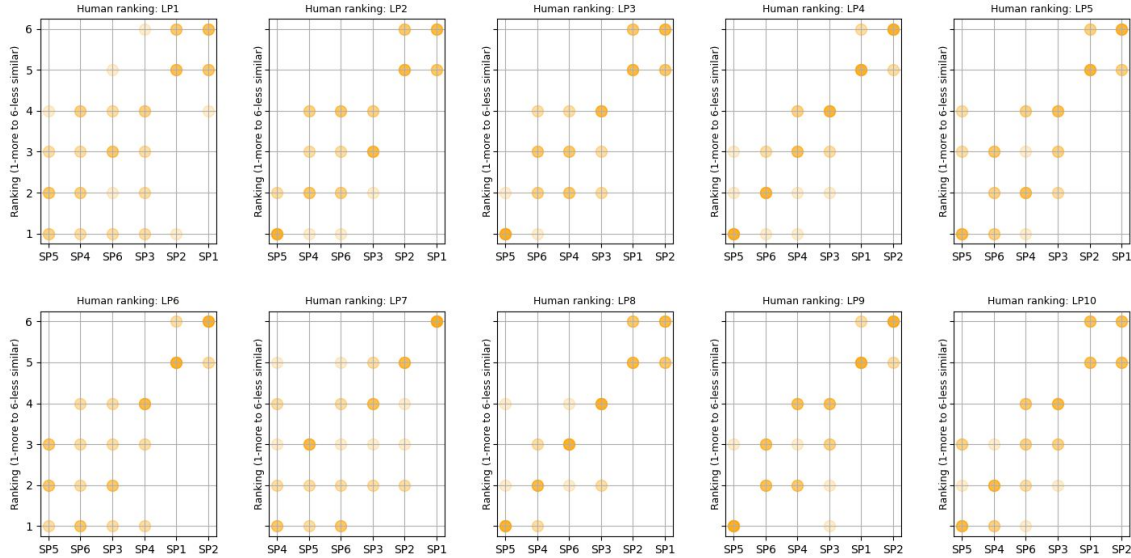 Human ranking: LP1
Ranking (1-more to 6-less similar)
6
5
4
3
2
1
SP5 SP4 SP6 SP3 SP2 SP1
Human ranking: LP2
Ranking (1-more to 6-less similar)
SP5 SP4 SP6 SP3 SP2 SP1
Human ranking: LP3
Ranking (1-more to 6-less similar)
SP5 SP6 SP4 SP3 SP2 SP1
Human ranking: LP4
Ranking (1-more to 6-less similar)
SP5 SP6 SP4 SP3 SP1 SP2
Human ranking: LP5
Ranking (1-more to 6-less similar)
SP5 SP6 SP4 SP3 SP2 SP1
Human ranking: LP6
Ranking (1-more to 6-less similar)
6
5
4
3
2
1
SP5 SP6 SP3 SP4 SP1 SP2
Human ranking: LP7
Ranking (1-more to 6-less similar)
SP4 SP5 SP6 SP3 SP2 SP1
Human ranking: LP8
Ranking (1-more to 6-less similar)
SP5 SP4 SP6 SP3 SP2 SP1
Human ranking: LP9
Ranking (1-more to 6-less similar)
SP5 SP6 SP4 SP3 SP1 SP2
Human ranking: LP10
Ranking (1-more to 6-less similar)
SP5 SP4 SP6 SP3 SP1 SP2